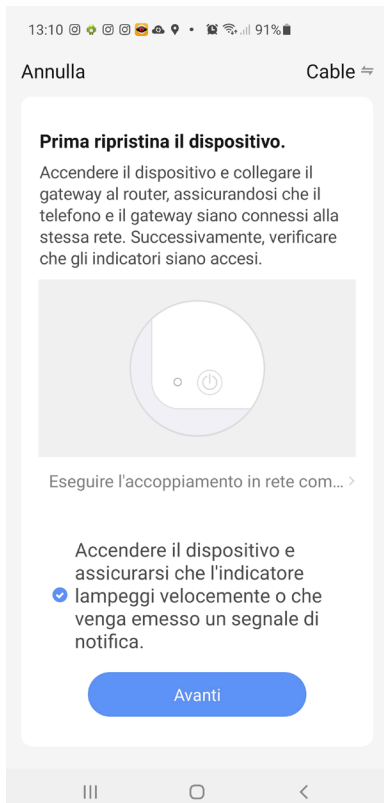 13:10 91%
Annulla Cable
Prima ripristina il dispositivo.
Accendere il dispositivo e collegare il
gateway al router, assicurandosi che il
telefono e il gateway siano connessi alla
stessa rete. Successivamente, verificare
che gli indicatori siano accesi.
Eseguire l'accoppiamento in rete com...
Accendere il dispositivo e
assicurarsi che l'indicatore
lampeggi velocemente o che
venga emesso un segnale di
notifica.
Avanti